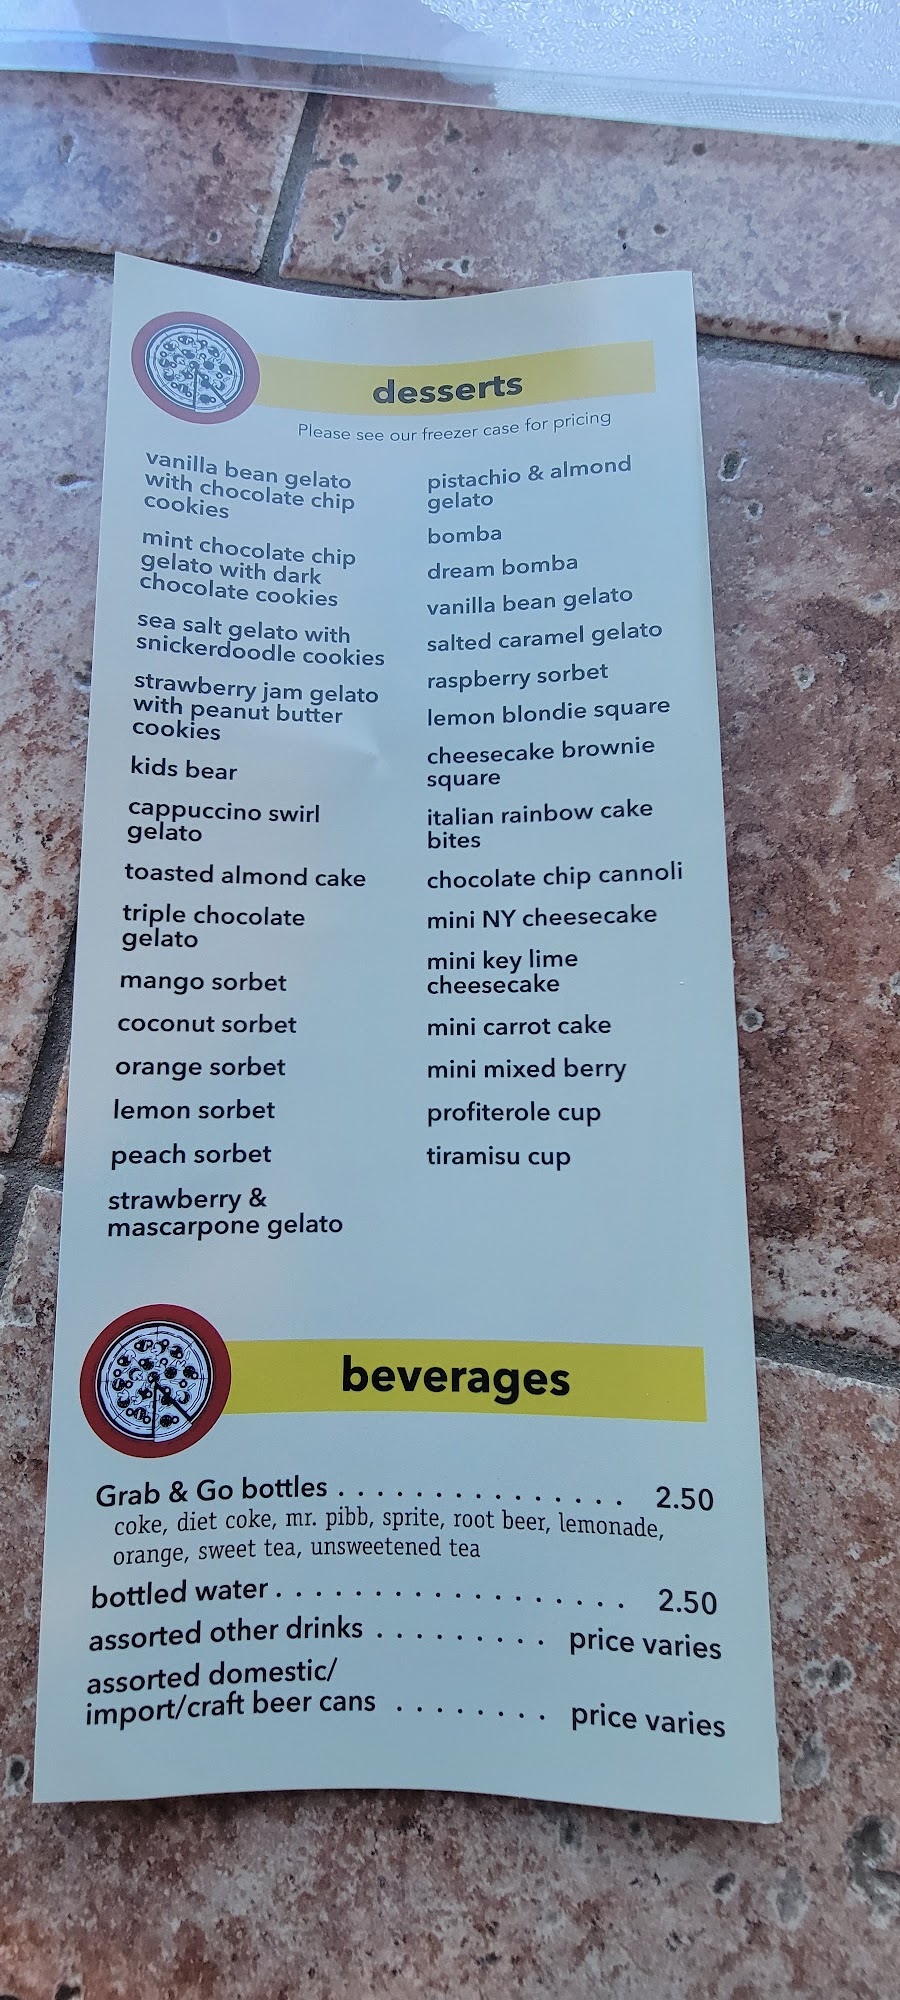 desserts
Please see our freezer case for pricing
vanilla bean gelato
with chocolate chip
cookies
mint chocolate chip
gelato with dark
chocolate cookies
sea salt gelato with
snickerdoodle cookies
strawberry jam gelato
with peanut butter
cookies
kids bear
cappuccino swirl
gelato
toasted almond cake
triple chocolate
gelato
mango sorbet
coconut sorbet
orange sorbet
lemon sorbet
peach sorbet
strawberry &
mascarpone gelato
pistachio & almond
gelato
bomba
dream bomba
vanilla bean gelato
salted caramel gelato
raspberry sorbet
lemon blondie square
cheesecake brownie
square
italian rainbow cake
bites
chocolate chip cannoli
mini NY cheesecake
mini key lime
cheesecake
mini carrot cake
mini mixed berry
profiterole cup
tiramisu cup
beverages
Grab & Go bottles . . . . . . . . . . . . . . . 2.50
coke, diet coke, mr. pibb, sprite, root beer, lemonade,
orange, sweet tea, unsweetened tea
bottled water . . . . . . . . . . . . . . . . . . 2.50
assorted other drinks . . . . . . . . . price varies
assorted domestic/
import/craft beer cans . . . . . . . . price varies